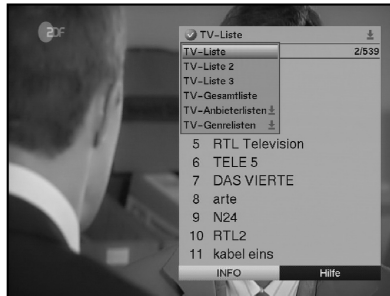 ZDF
TV-Liste
TV-Liste 2/539
TV-Liste 2
TV-Liste 3
TV-Gesamtliste
TV-Anbieterlisten
TV-Genrelisten
5 RTL Television
6 TELE 5
7 DAS VIERTE
8 arte
9 N24
10 RTL2
11 kabel eins
INFO Hilfe